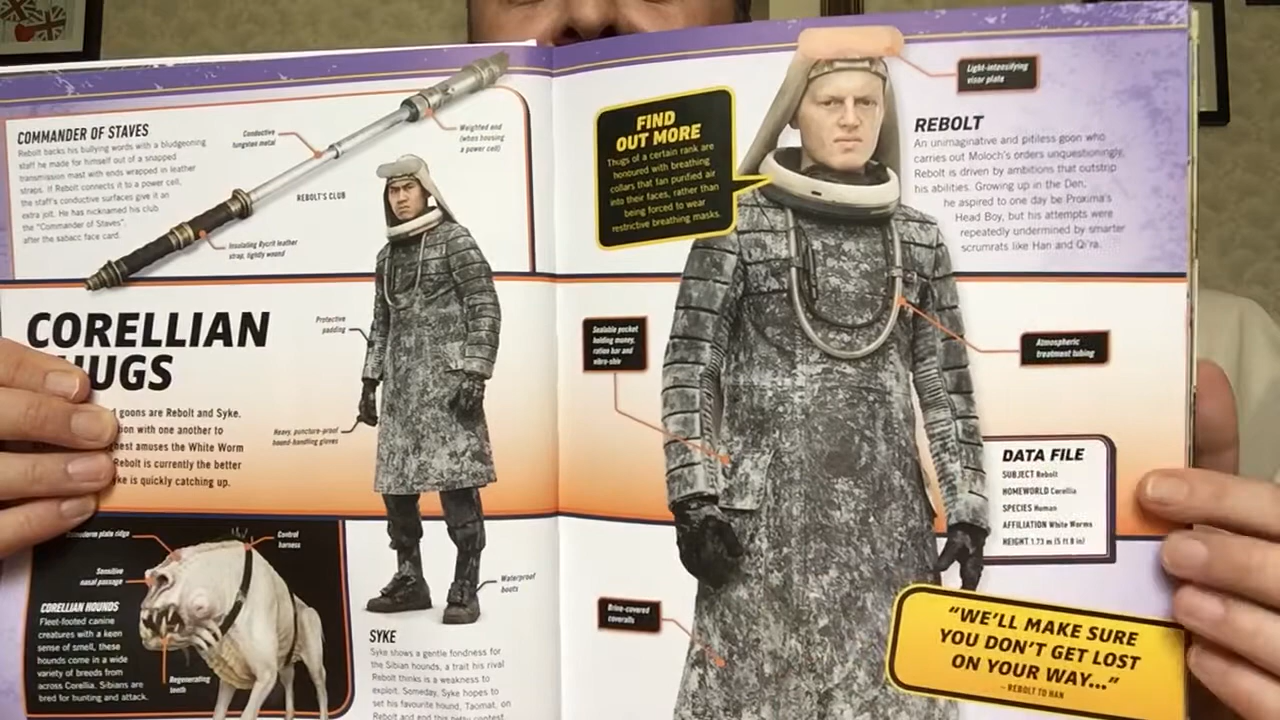 COMMANDER OF STAVES
Rebolt backs his bullying words with a bludgeoning
staff he made for himself out of a snapped
transmission mast with ends wrapped in leather
straps. If Rebolt connects it to a power cell,
the staff's conductive surfaces give it an
extra jolt. He has nicknamed his club
the "Commander of Staves",
after the sabacc face card.
Conductive
tungsten metal
Weighted end
(when housing
a power cell)
REBOLT'S CLUB
Insulating Rycrit leather
strap, tightly wound
CORELLIAN
HUGS
goons are Rebolt and Syke.
ion with one another to
hest amuses the White Worm
Rebolt is currently the better
yke is quickly catching up.
Protective
padding
Heavy, puncture-proof
hound-handling gloves
Waterproof
boots
plate ridge
Control
harness
Sensitive
nasal passage
CORELLIAN HOUNDS
Fleet-footed canine
creatures with a keen
sense of smell, these
hounds come in a wide
variety of breeds from
across Corellia. Sibians are
bred for hunting and attack.
Regenerating
teeth
SYKE
Syke shows a gentle fondness for
the Sibian hounds, a trait his rival
Rebolt thinks is a weakness to
exploit. Someday, Syke hopes to
set his favourite hound, Taomat, on
Rebolt and end this petty contest.
FIND
OUT MORE
Thugs of a certain rank are
honoured with breathing
collars that fan purified air
into their faces, rather than
being forced to wear
restrictive breathing masks.
Light-intensifying
visor plate
REBOLT
An unimaginative and pitiless goon who
carries out Moloch's orders unquestioningly,
Rebolt is driven by ambitions that outstrip
his abilities. Growing up in the Den,
he aspired to one day be Proxima's
Head Boy, but his attempts were
repeatedly undermined by smarter
scrumrats like Han and Qi'ra.
Sealable pocket
holding money,
ration bar and
vibro-shiv
Atmospheric
treatment tubing
DATA FILE
SUBJECT Rebolt
HOMEWORLD Corellia
SPECIES Human
AFFILIATION White Worms
HEIGHT 1.73 m (5 ft 8 in)
Brine-covered
coveralls
"WE'LL MAKE SURE
YOU DON'T GET LOST
ON YOUR WAY..."
– REBOLT TO HAN